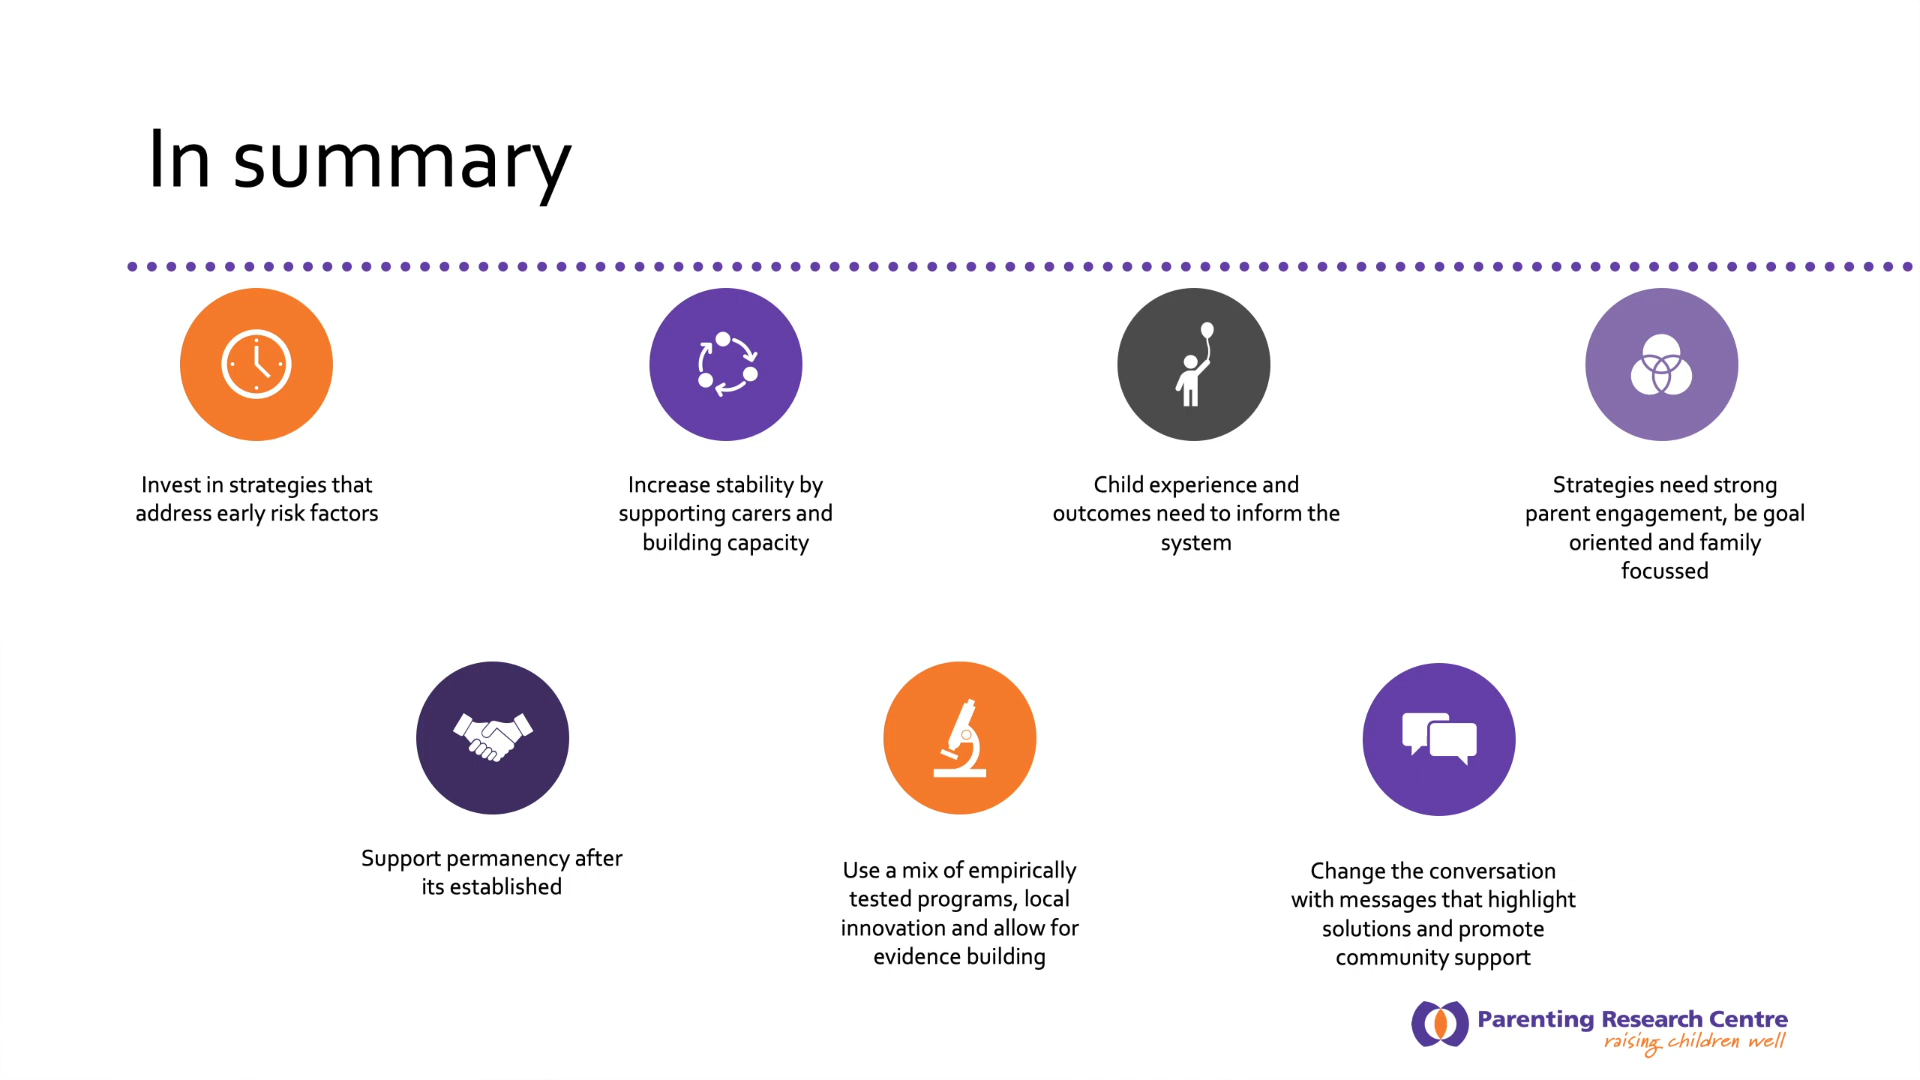 In summary
Invest in strategies that
address early risk factors
Increase stability by
supporting carers and
building capacity
Child experience and
outcomes need to inform the
system
Strategies need strong
parent engagement, be goal
oriented and family
focussed
Support permanency after
its established
Use a mix of empirically
tested programs, local
innovation and allow for
evidence building
Change the conversation
with messages that highlight
solutions and promote
community support
Parenting Research Centre
raising children well